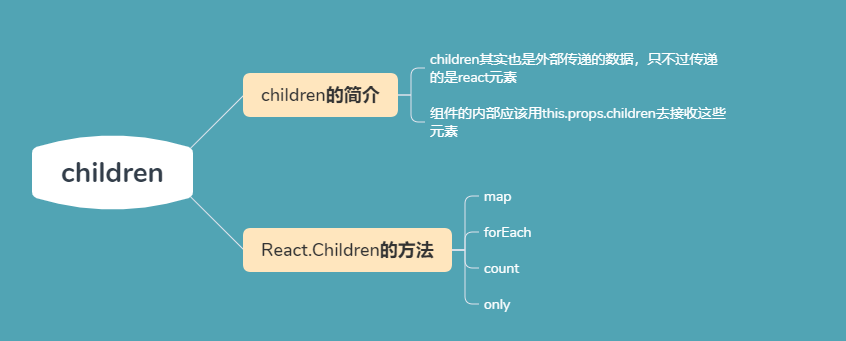 children
children的简介
children其实也是外部传递的数据，只不过传递
的是react元素
组件的内部应该用this.props.children去接收这些
元素
React.Children的方法
map
forEach
count
only